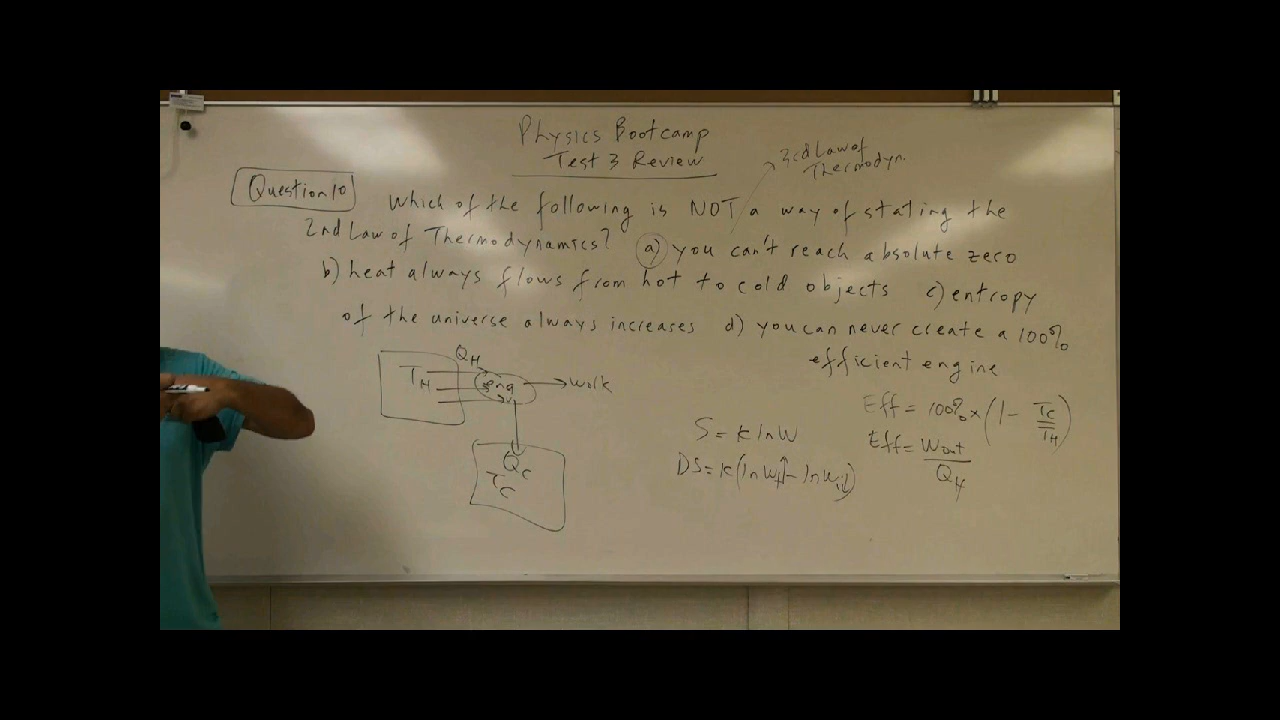 Physics Bootcamp
Test 3 Review
3rd Law of
Thermodyn.
Question 10
Which of the following is NOT a way of stating the
2nd Law of Thermodynamics? a) you can't reach absolute zero
b) heat always flows from hot to cold objects c) entropy
of the universe always increases d) you can never create a 100%
efficient engine
QH
TH
eng
Work
QC
TC
S = k ln W
DS = k (ln Wf - ln Wi)
Eff = 100% x (1 - TC/TH)
Eff = Wout/QH